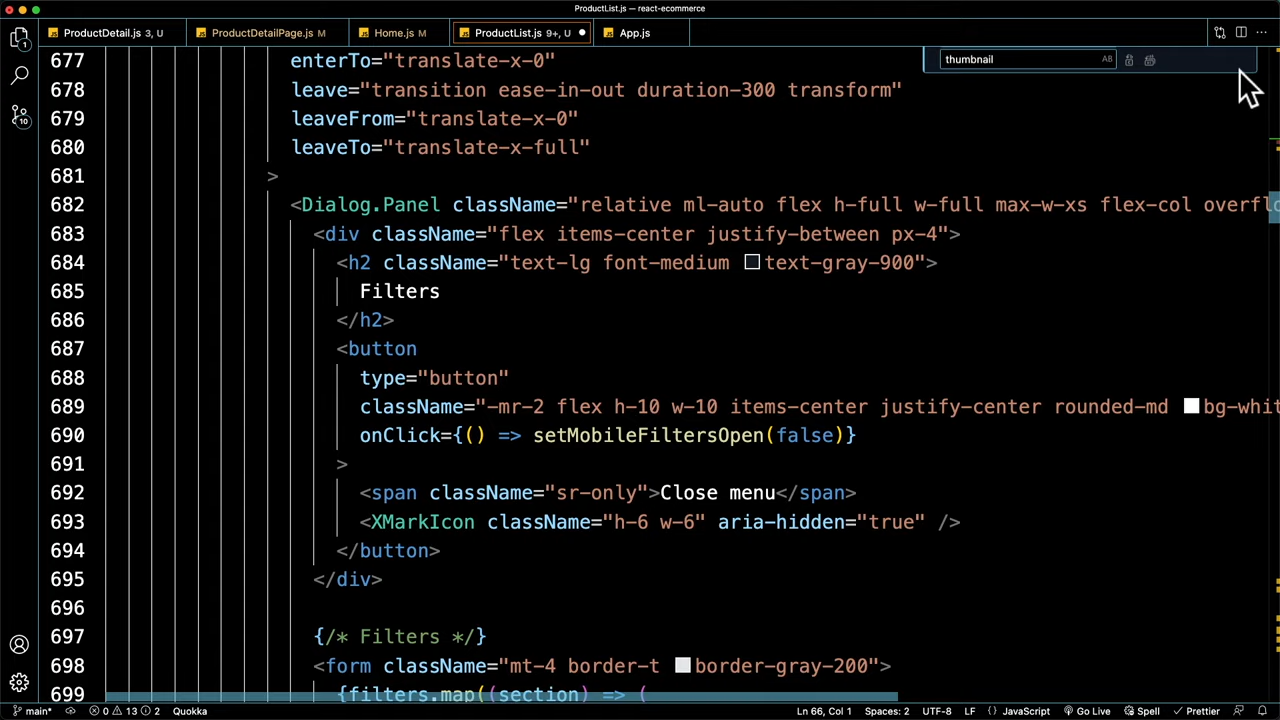 ProductList.js — react-ecommerce
ProductDetail.js 3, U
ProductDetailPage.js M
Home.js M
ProductList.js 9+, U
App.js
thumbnail
AB
1
10
677 enterTo="translate-x-0"
678 leave="transition ease-in-out duration-300 transform"
679 leaveFrom="translate-x-0"
680 leaveTo="translate-x-full"
681 >
682 <Dialog.Panel className="relative ml-auto flex h-full w-full max-w-xs flex-col overflo
683 <div className="flex items-center justify-between px-4">
684 <h2 className="text-lg font-medium text-gray-900">
685 Filters
686 </h2>
687 <button
688 type="button"
689 className="-mr-2 flex h-10 w-10 items-center justify-center rounded-md bg-whit
690 onClick={() => setMobileFiltersOpen(false)}
691 >
692 <span className="sr-only">Close menu</span>
693 <XMarkIcon className="h-6 w-6" aria-hidden="true" />
694 </button>
695 </div>
696
697 {/* Filters */}
698 <form className="mt-4 border-t border-gray-200">
699 {filters.map((section) => (
main* 0 13 2 Quokka Ln 66, Col 1 Spaces: 2 UTF-8 LF {} JavaScript Go Live Spell Prettier